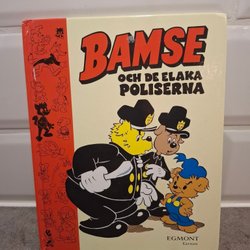 BAMSE
OCH DE ELAKA
POLISERNA
EGMONT